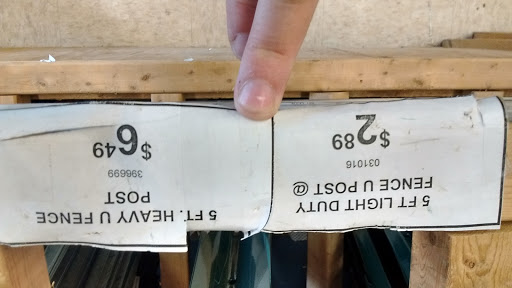 5 FT LIGHT DUTY
FENCE U POST @
031016
$2.89
5 FT. HEAVY U FENCE
POST
396699
$6.49